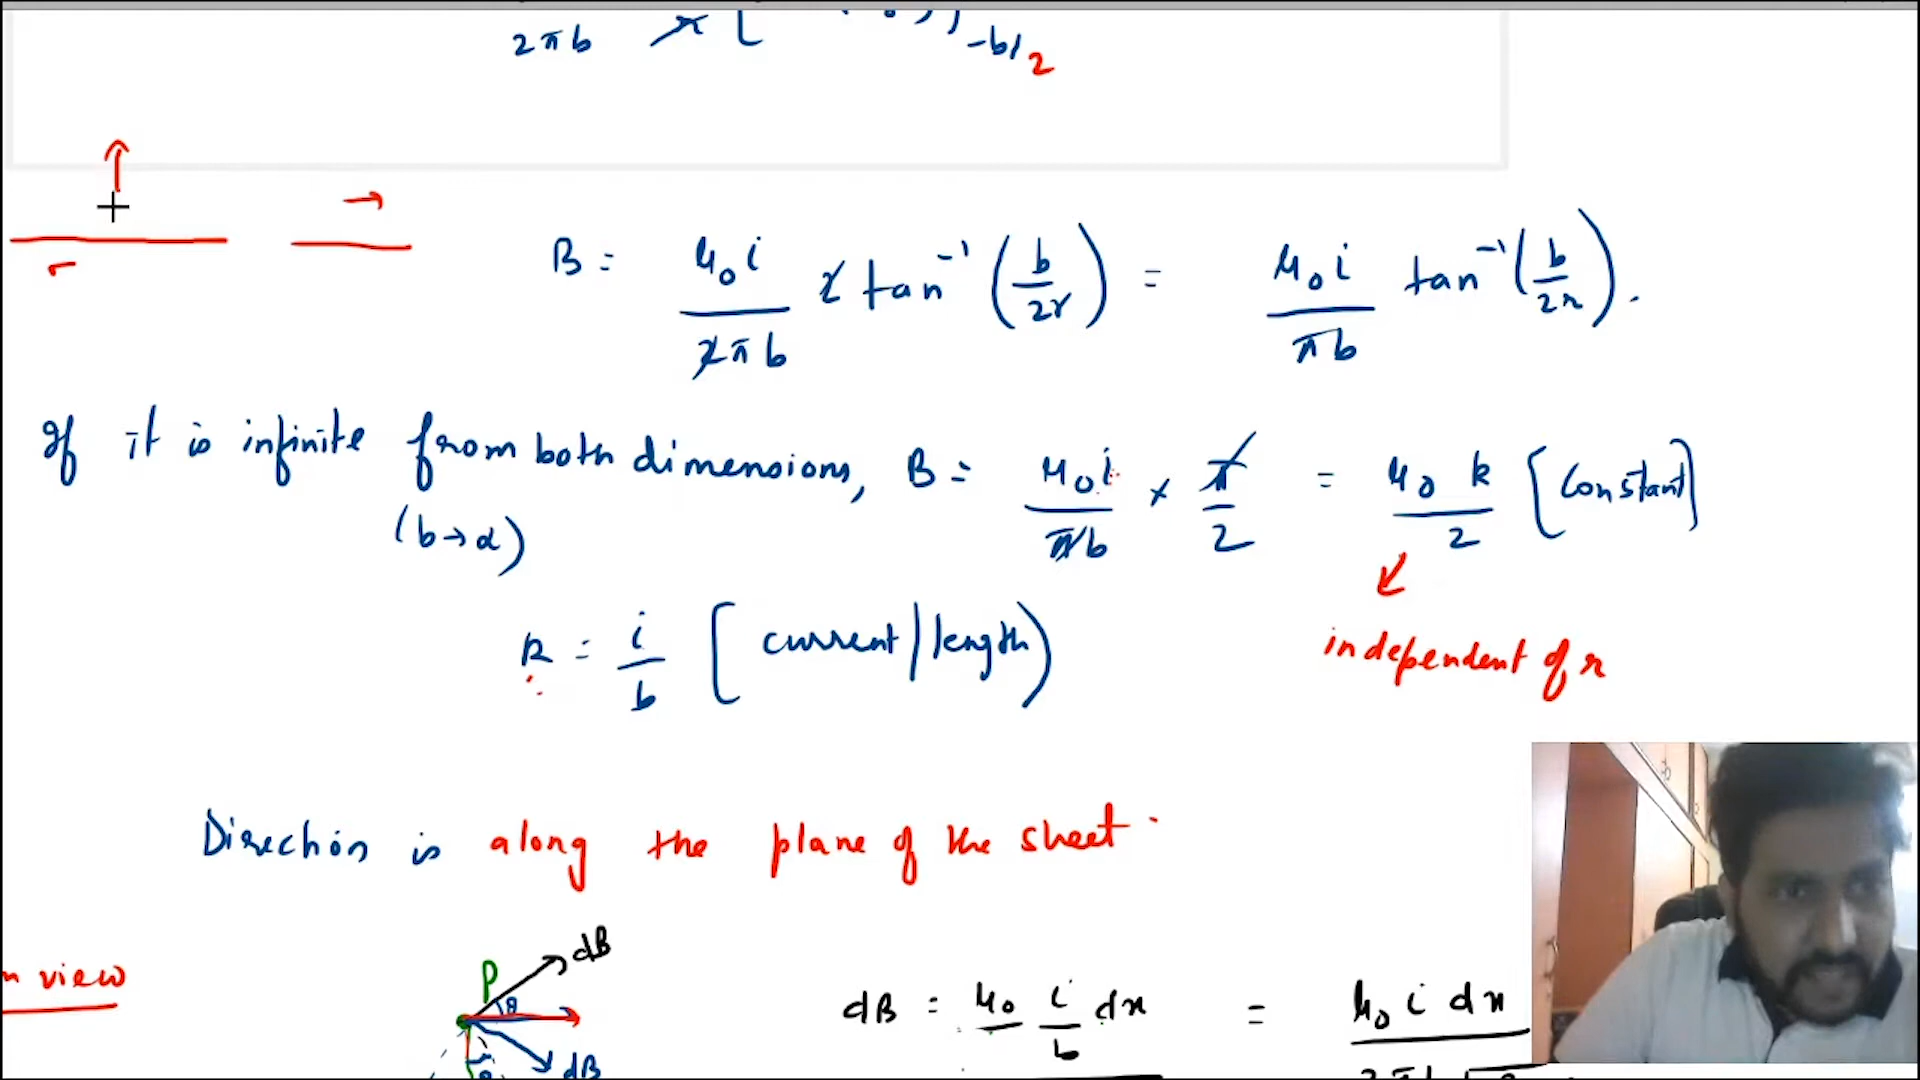 2πb r [ -b/2
B = μ₀i / 2πb 2 tan⁻¹ (b/2r) = μ₀i / πb tan⁻¹ (b/2r).
If it is infinite from both dimensions, B = μ₀i / πb × π/2 = μ₀ k / 2 [Constant]
(b→α)
independent of r
k = i/b [current/length)
Direction is along the plane of the sheet.
view
P dB
θ
dB = μ₀ i/b dx = μ₀ i dx
dB